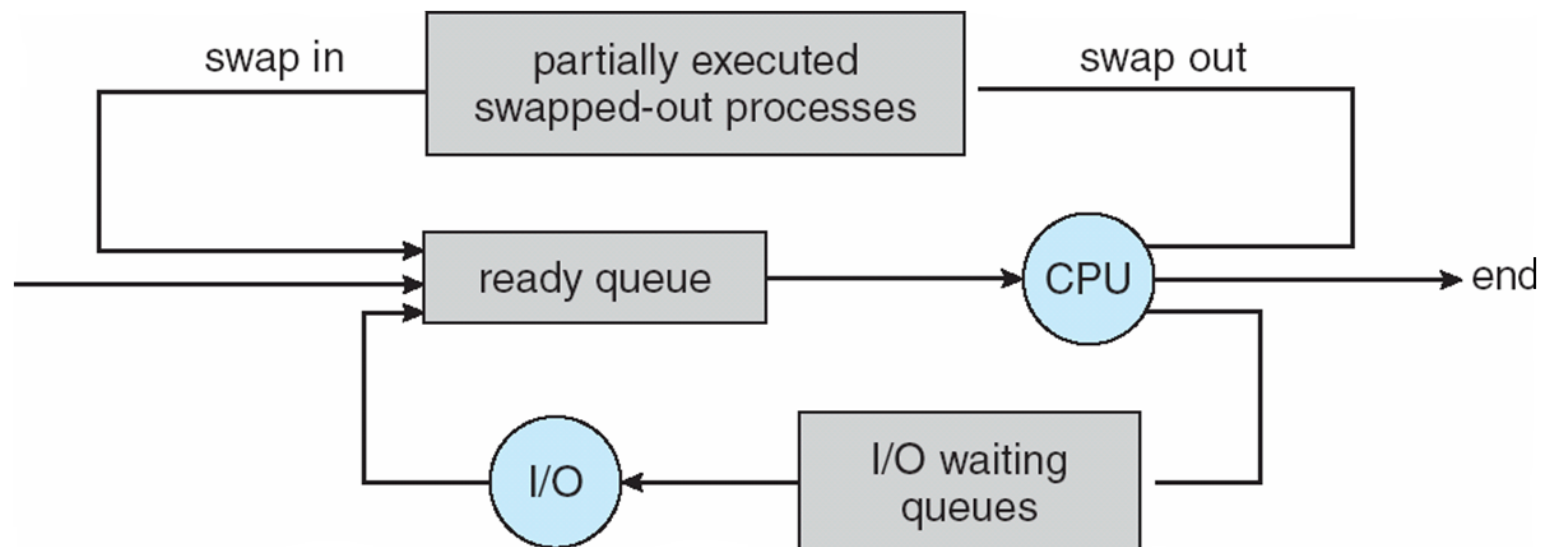 swap in
partially executed
swapped-out processes
swap out
ready queue
CPU
end
I/O
I/O waiting
queues